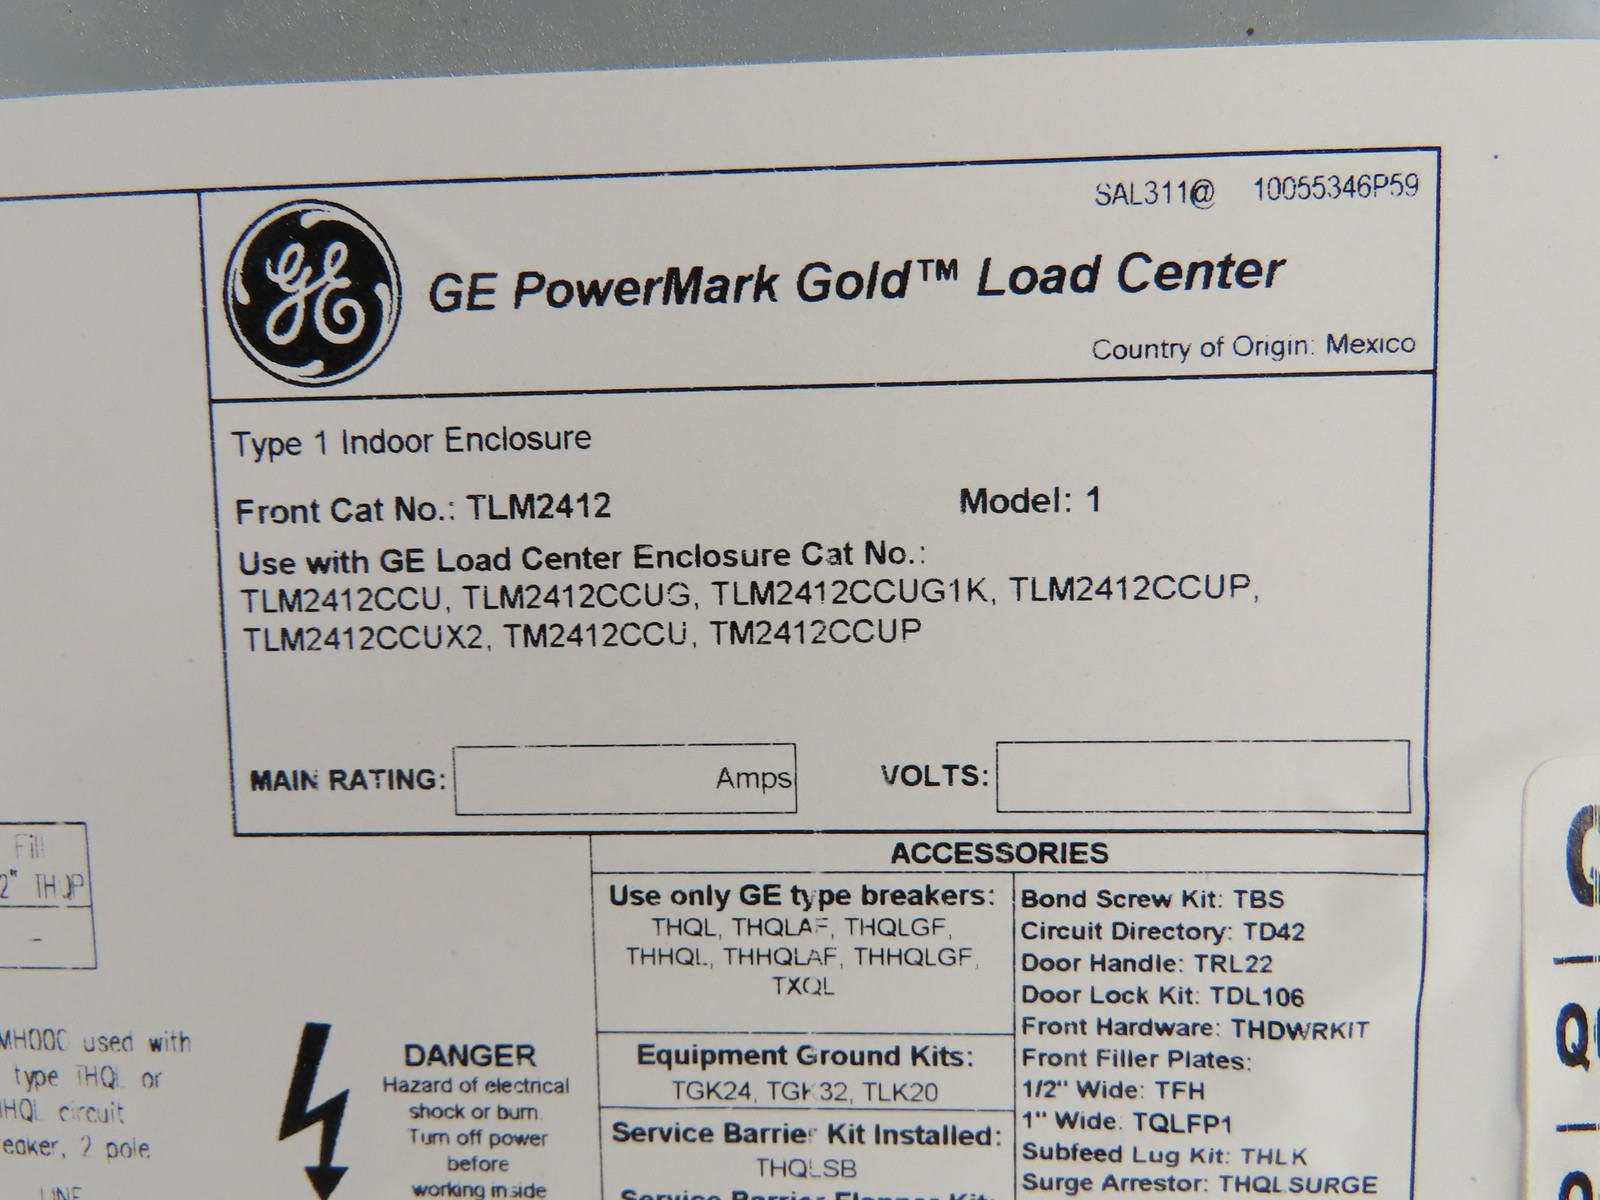 SAL311@ 10055346P59
GE
GE PowerMark Gold™ Load Center
Country of Origin: Mexico
Type 1 Indoor Enclosure
Front Cat No.: TLM2412 Model: 1
Use with GE Load Center Enclosure Cat No.:
TLM2412CCU, TLM2412CCUG, TLM2412CCUG1K, TLM2412CCUP,
TLM2412CCUX2, TM2412CCU, TM2412CCUP
MAIN RATING: Amps VOLTS:
Fill
2" THQP
-
used with
type THQL or
circuit
2 pole
LINE
DANGER
Hazard of electrical
shock or burn.
Turn off power
before
working inside
ACCESSORIES
Use only GE type breakers:
THQL, THQLAF, THQLGF,
THHQL, THHQLAF, THHQLGF,
TXQL
Equipment Ground Kits:
TGK24, TGK32, TLK20
Service Barrier Kit Installed:
THQLSB
Bond Screw Kit: TBS
Circuit Directory: TD42
Door Handle: TRL22
Door Lock Kit: TDL106
Front Hardware: THDWRKIT
Front Filler Plates:
1/2" Wide: TFH
1" Wide: TQLFP1
Subfeed Lug Kit: THLK
Surge Arrestor: THQLSURGE